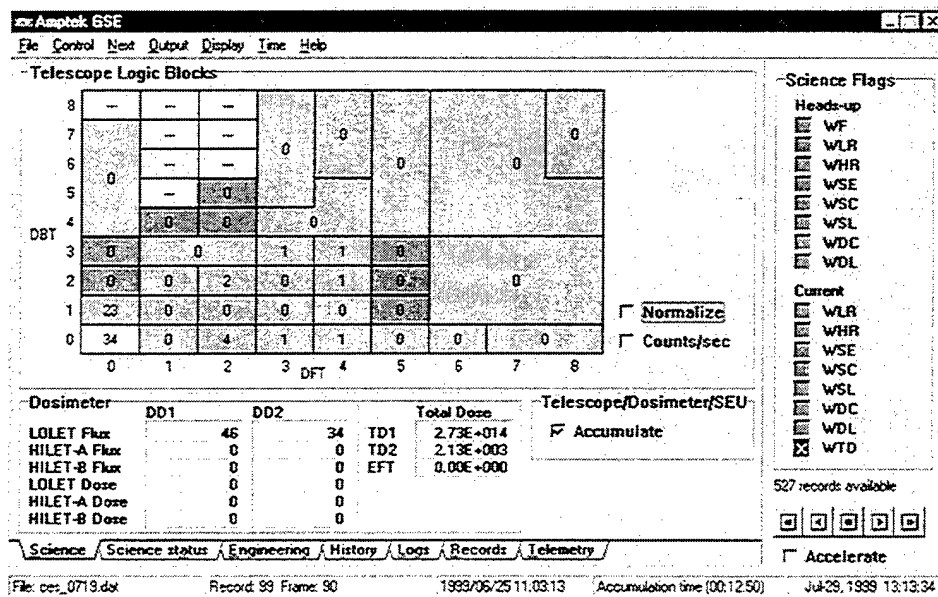 Amptek GSE
File Control Next Output Display Time Help
Telescope Logic Blocks
8 -- -- -- 0 0 0 0 0
7 0 -- --
6 -- --
5 -- 0
DBT 4 0 0 0
3 0 0 1 1 0 0
2 0 0 2 0 1 0
1 23 0 0 0 0 0
0 34 0 4 1 1 0 0 0
0 1 2 3 4 5 6 7 8
DFT
Normalize
Counts/sec
Dosimeter
DD1 DD2 Total Dose
LOLET Flux 46 34 TD1 2.73E+014
HILET-A Flux 0 0 TD2 2.13E+003
HILET-B Flux 0 0 EFT 0.00E+000
LOLET Dose 0 0
HILET-A Dose 0 0
HILET-B Dose 0 0
Telescope/Dosimeter/SEU
Accumulate
Science Flags
Heads-up
WF
WLR
WHR
WSE
WSC
WSL
WDC
WDL
Current
WLR
WHR
WSE
WSC
WSL
WDC
WDL
WTD
527 records available
Accelerate
Science Science status Engineering History Logs Records Telemetry
File: ces_0719.dat Record: 99 Frame: 90 1999/06/25 11:03:13 Accumulation time (00:12:50) Jul-29, 1999 13:13:34